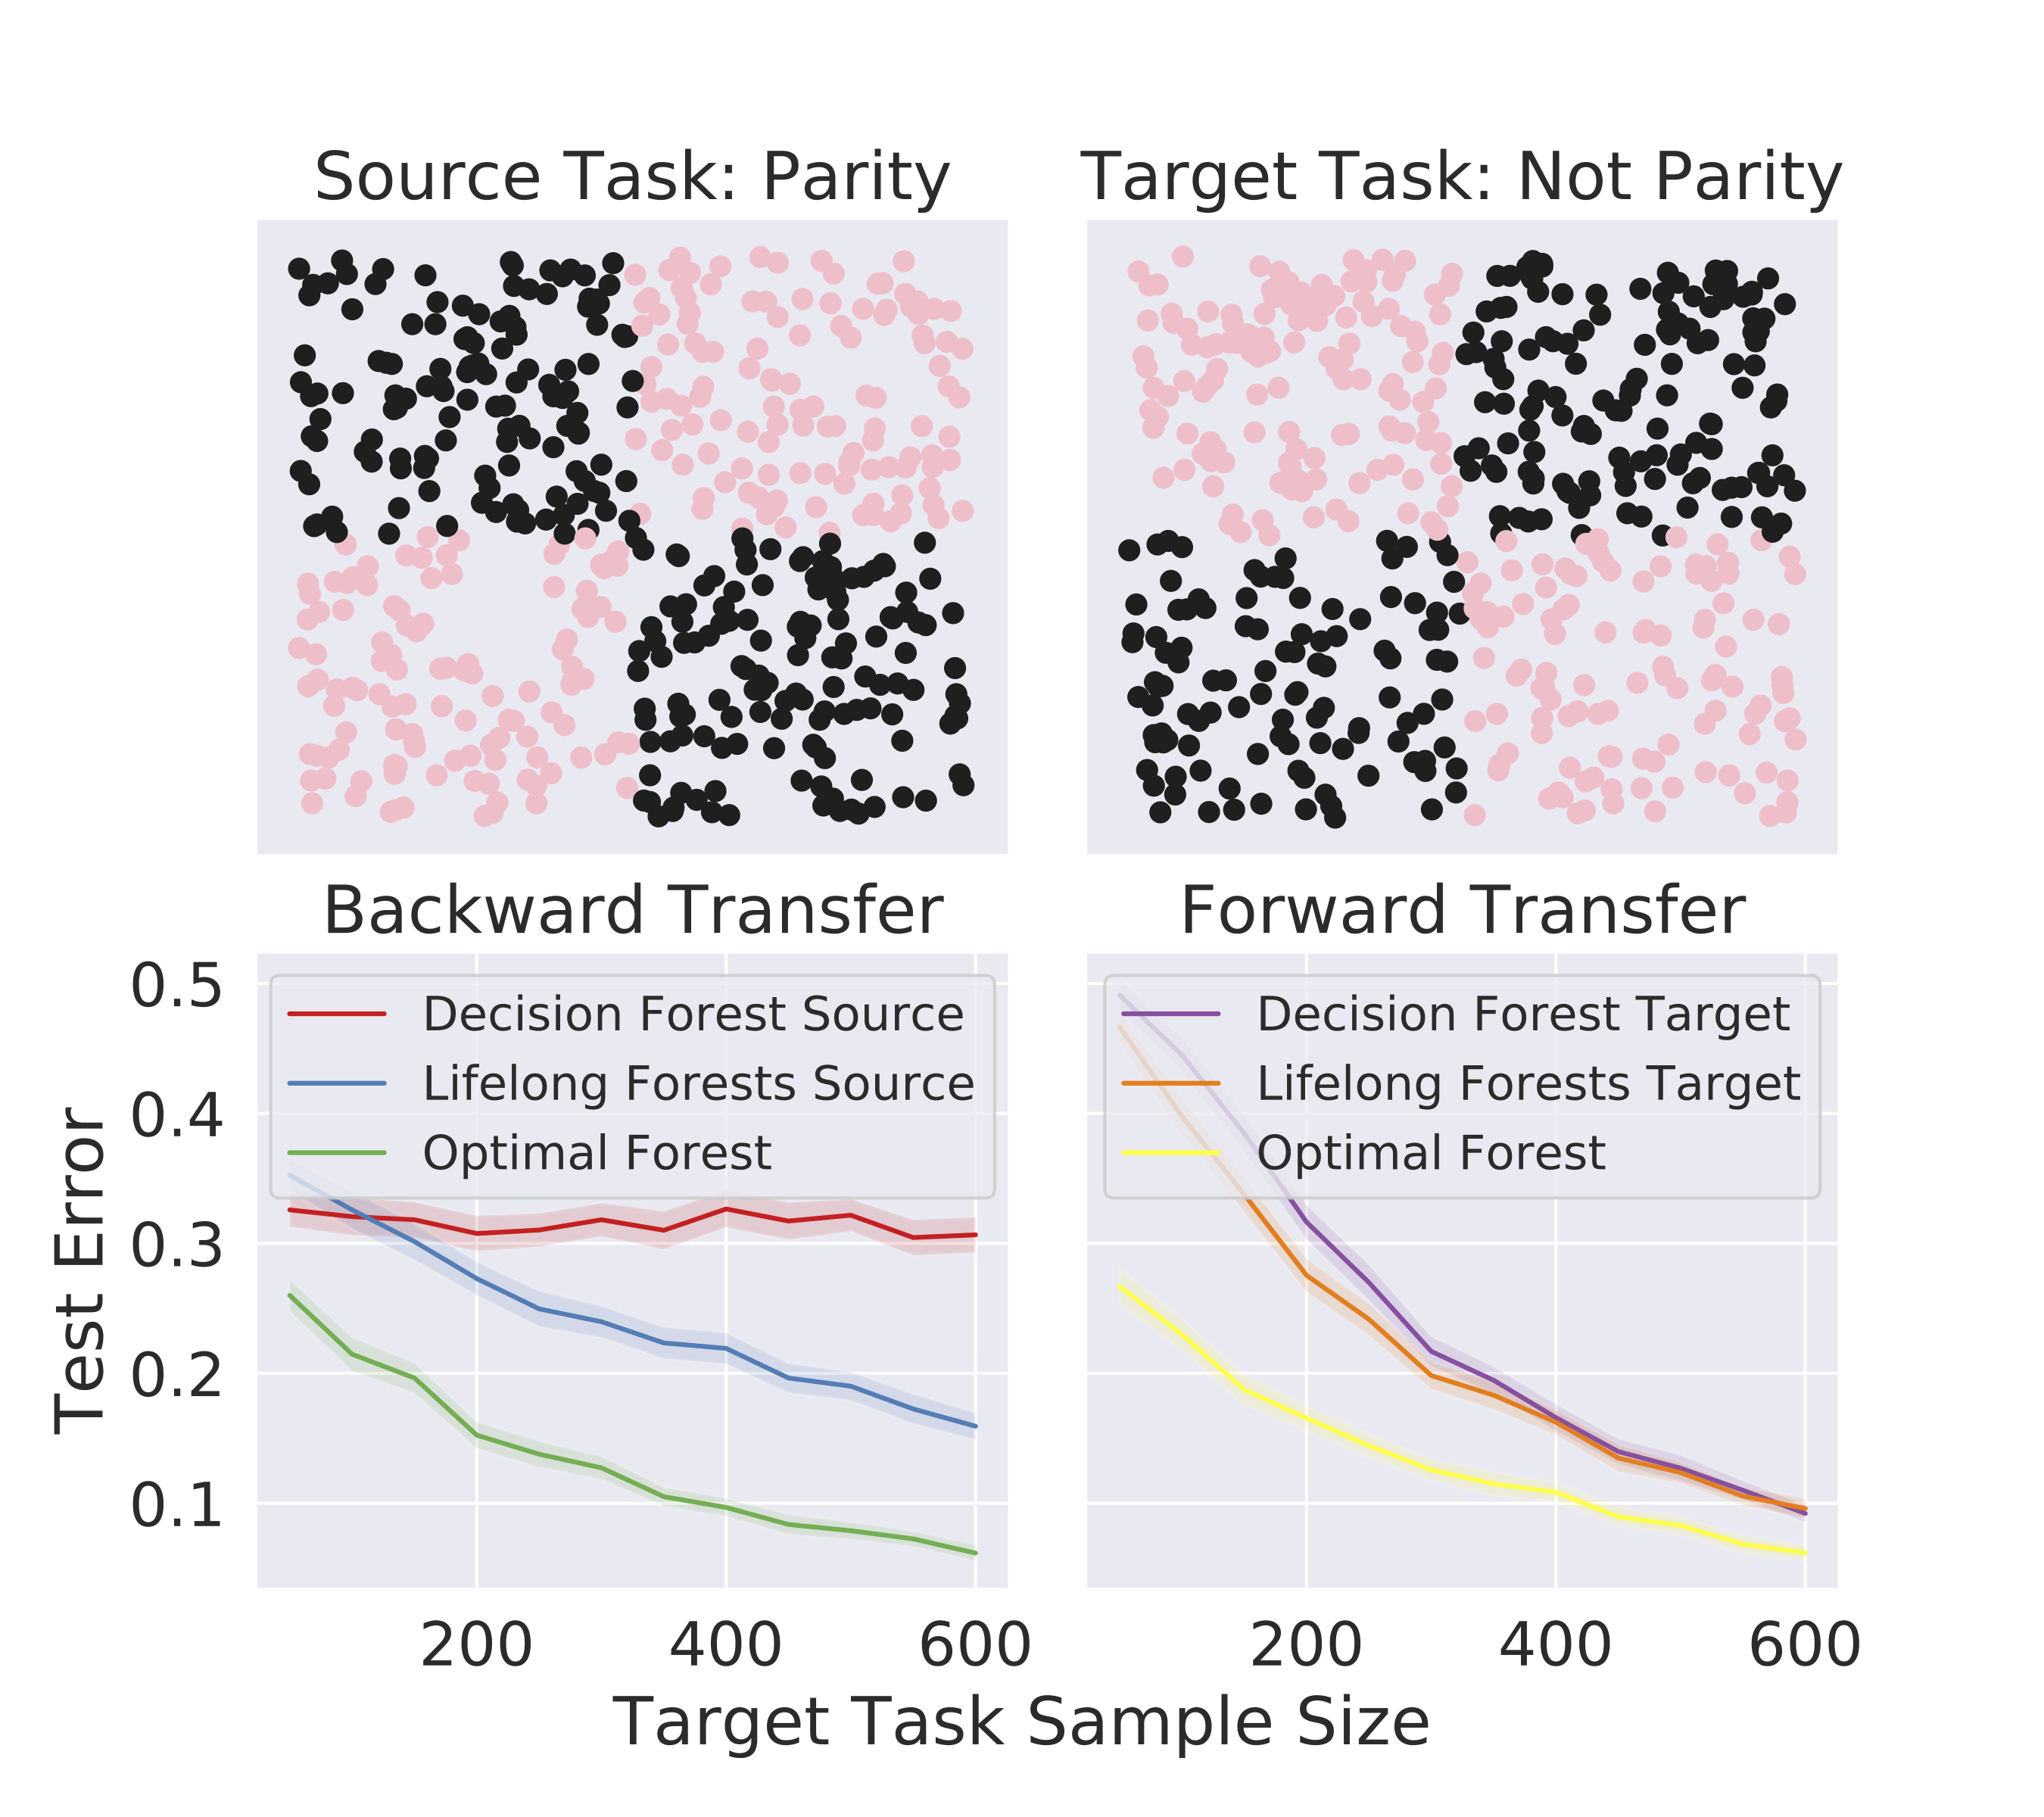 Source Task: Parity
Target Task: Not Parity
Backward Transfer
Forward Transfer
Decision Forest Source
Lifelong Forests Source
Optimal Forest
Decision Forest Target
Lifelong Forests Target
Optimal Forest
0.5
0.4
0.3
0.2
0.1
Test Error
200 400 600
200 400 600
Target Task Sample Size